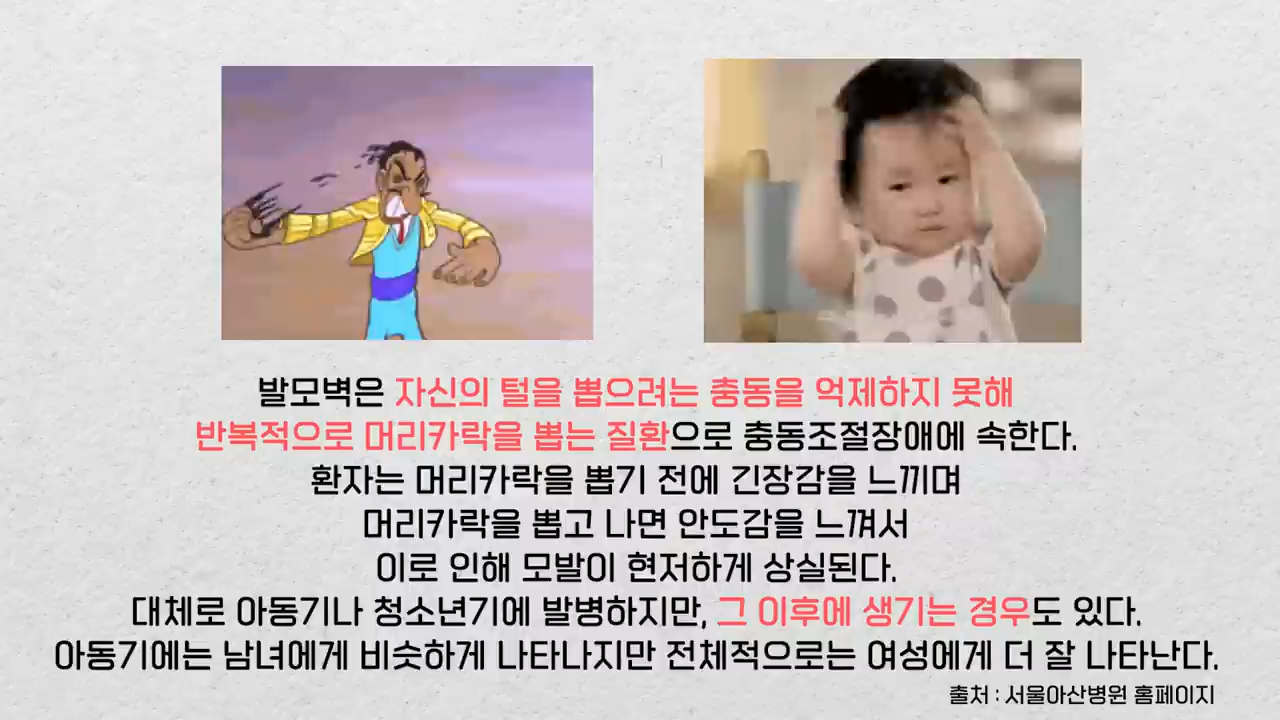 발모벽은 자신의 털을 뽑으려는 충동을 억제하지 못해
반복적으로 머리카락을 뽑는 질환으로 충동조절장애에 속한다.
환자는 머리카락을 뽑기 전에 긴장감을 느끼며
머리카락을 뽑고 나면 안도감을 느껴서
이로 인해 모발이 현저하게 상실된다.
대체로 아동기나 청소년기에 발병하지만, 그 이후에 생기는 경우도 있다.
아동기에는 남녀에게 비슷하게 나타나지만 전체적으로는 여성에게 더 잘 나타난다.
출처 : 서울아산병원 홈페이지